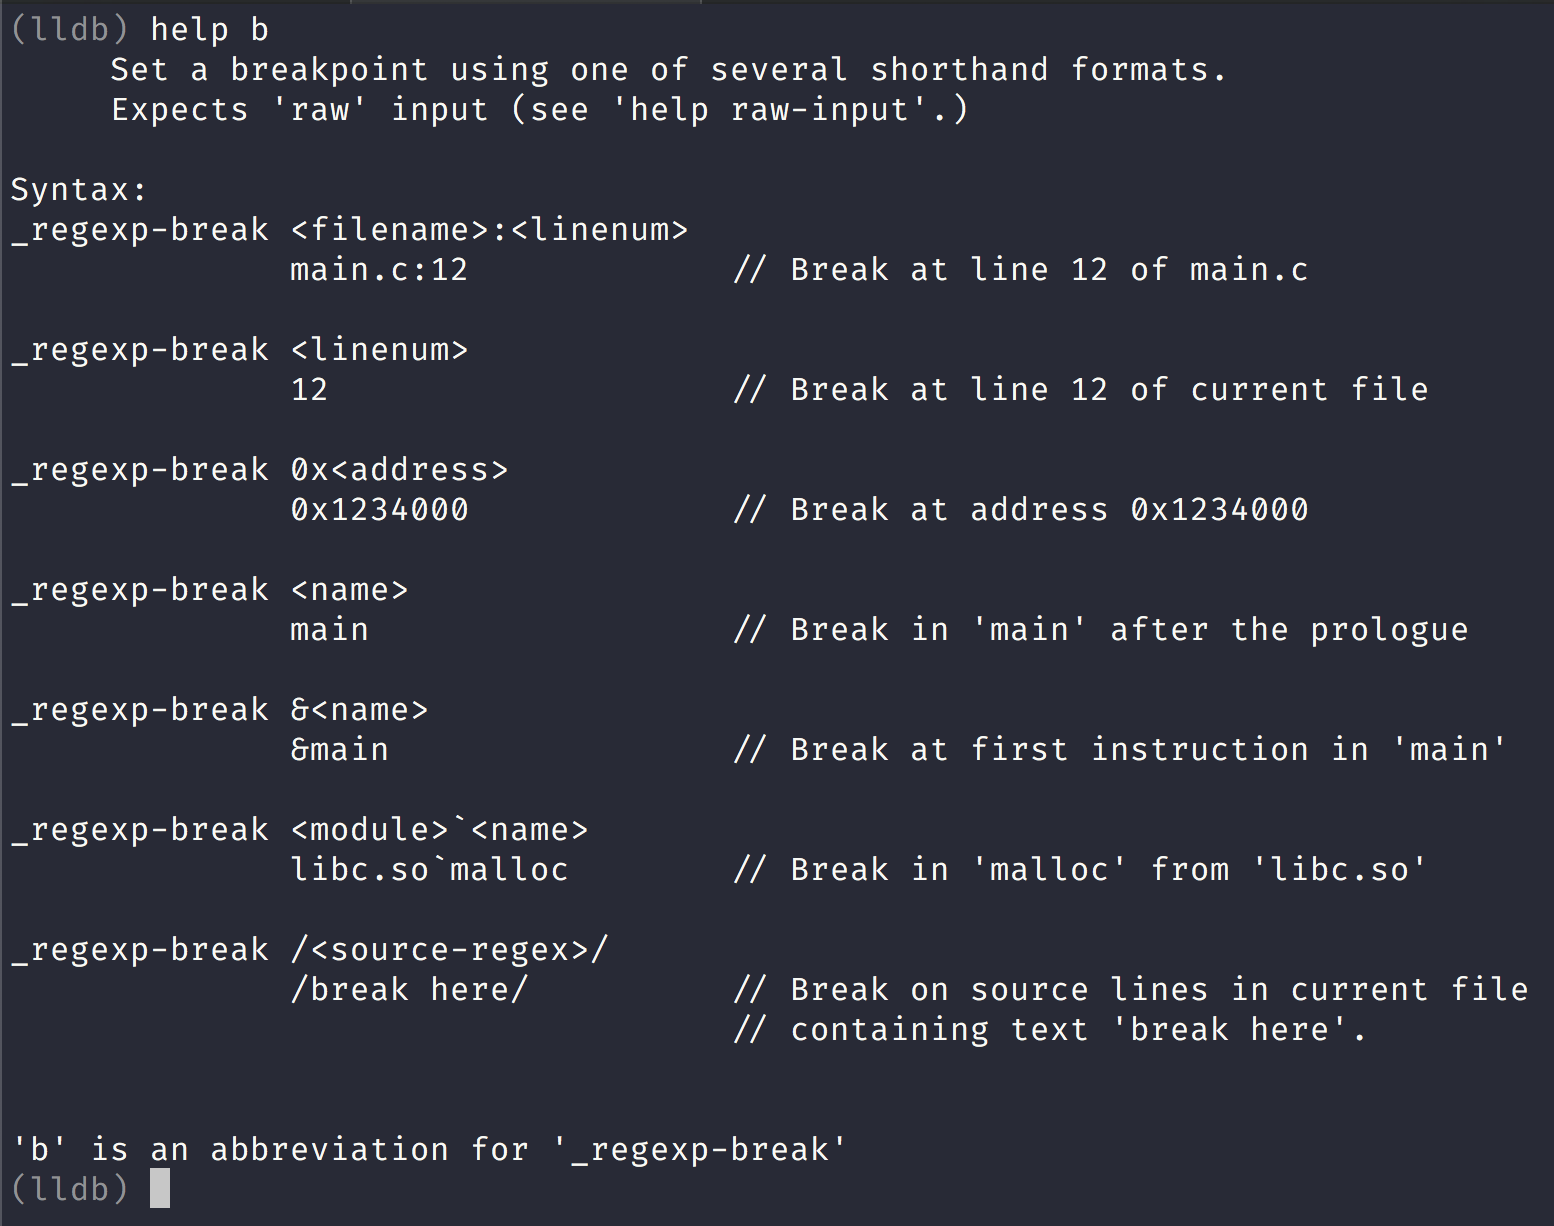 (lldb) help b
     Set a breakpoint using one of several shorthand formats.
     Expects 'raw' input (see 'help raw-input'.)

Syntax:
_regexp-break <filename>:<linenum>
              main.c:12             // Break at line 12 of main.c

_regexp-break <linenum>
              12                    // Break at line 12 of current file

_regexp-break 0x<address>
              0x1234000             // Break at address 0x1234000

_regexp-break <name>
              main                  // Break in 'main' after the prologue

_regexp-break &<name>
              &main                 // Break at first instruction in 'main'

_regexp-break <module>`<name>
              libc.so`malloc        // Break in 'malloc' from 'libc.so'

_regexp-break /<source-regex>/
              /break here/          // Break on source lines in current file
                                    // containing text 'break here'.


'b' is an abbreviation for '_regexp-break'
(lldb)